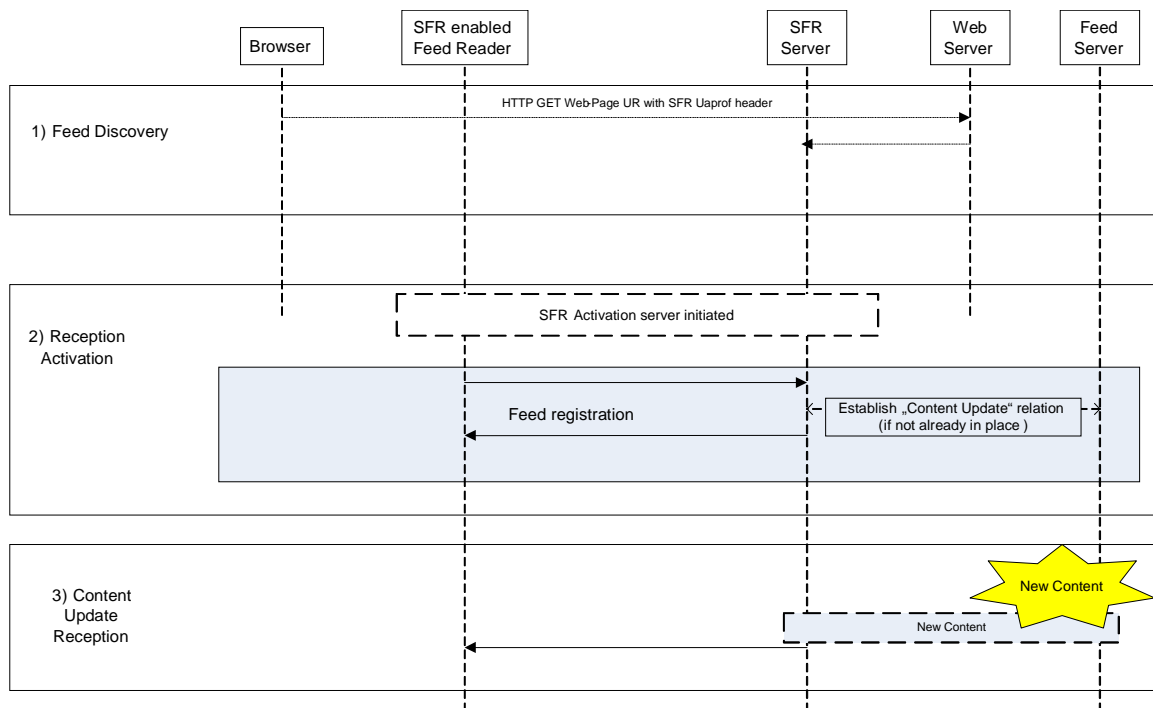 Browser
SFR enabled
Feed Reader
SFR
Server
Web
Server
Feed
Server
HTTP GET Web-Page UR with SFR Uaprof header
1) Feed Discovery
SFR Activation server initiated
2) Reception
Activation
Establish „Content Update“ relation
(if not already in place )
Feed registration
New Content
3) Content
Update
Reception
New Content